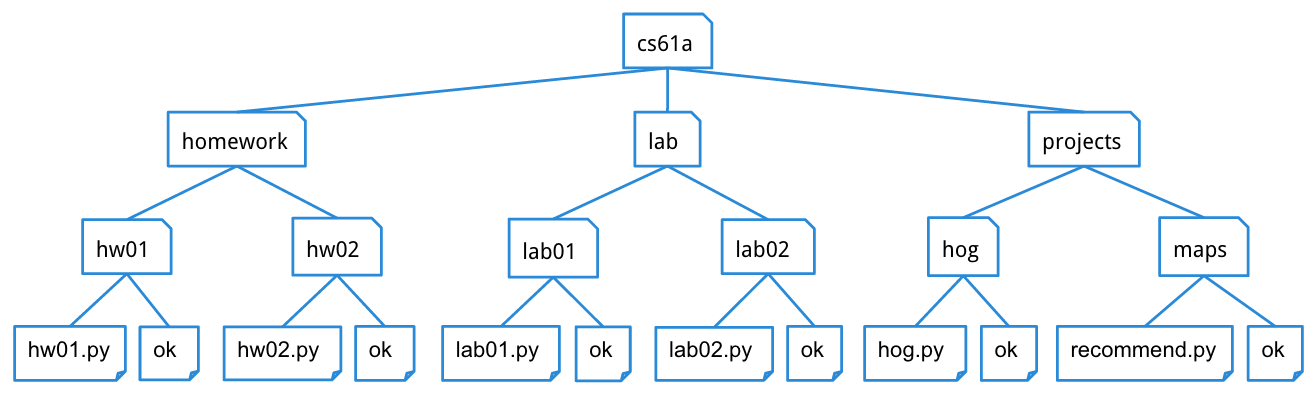 cs61a
homework
lab
projects
hw01
hw02
lab01
lab02
hog
maps
hw01.py
ok
hw02.py
ok
lab01.py
ok
lab02.py
ok
hog.py
ok
recommend.py
ok